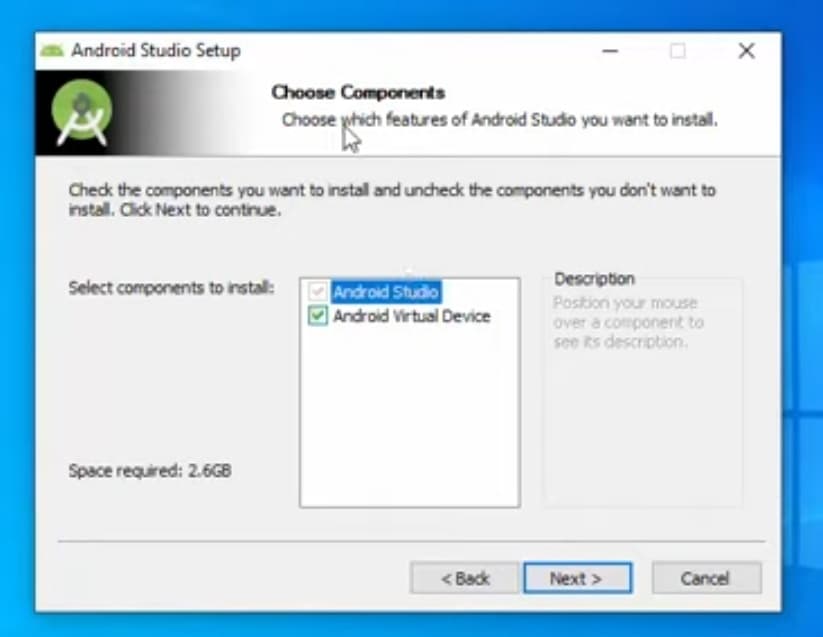 Android Studio Setup
Choose Components
Choose which features of Android Studio you want to install.
Check the components you want to install and uncheck the components you don't want to
install. Click Next to continue.
Select components to install:
Android Studio
Android Virtual Device
Description
Position your mouse
over a component to
see its description.
Space required: 2.6GB
< Back
Next >
Cancel